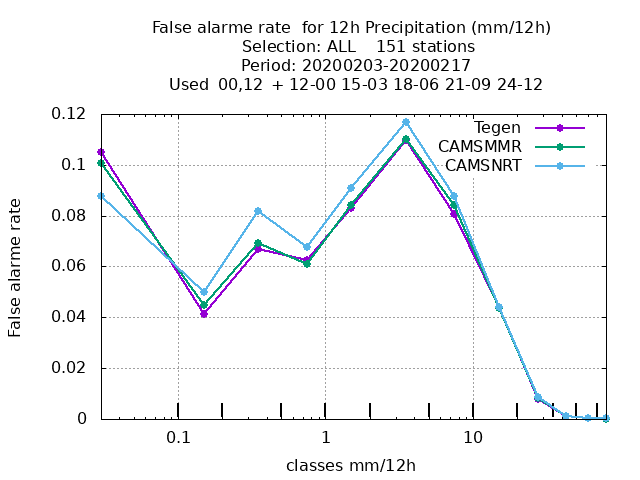 False alarme rate  for 12h Precipitation (mm/12h)
Selection: ALL    151 stations
Period: 20200203-20200217
Used  00,12  + 12-00 15-03 18-06 21-09 24-12
0.12
0.1
0.08
0.06
0.04
0.02
0
False alarme rate
Tegen
CAMSMMR
CAMSNRT
0.1
1
10
classes mm/12h